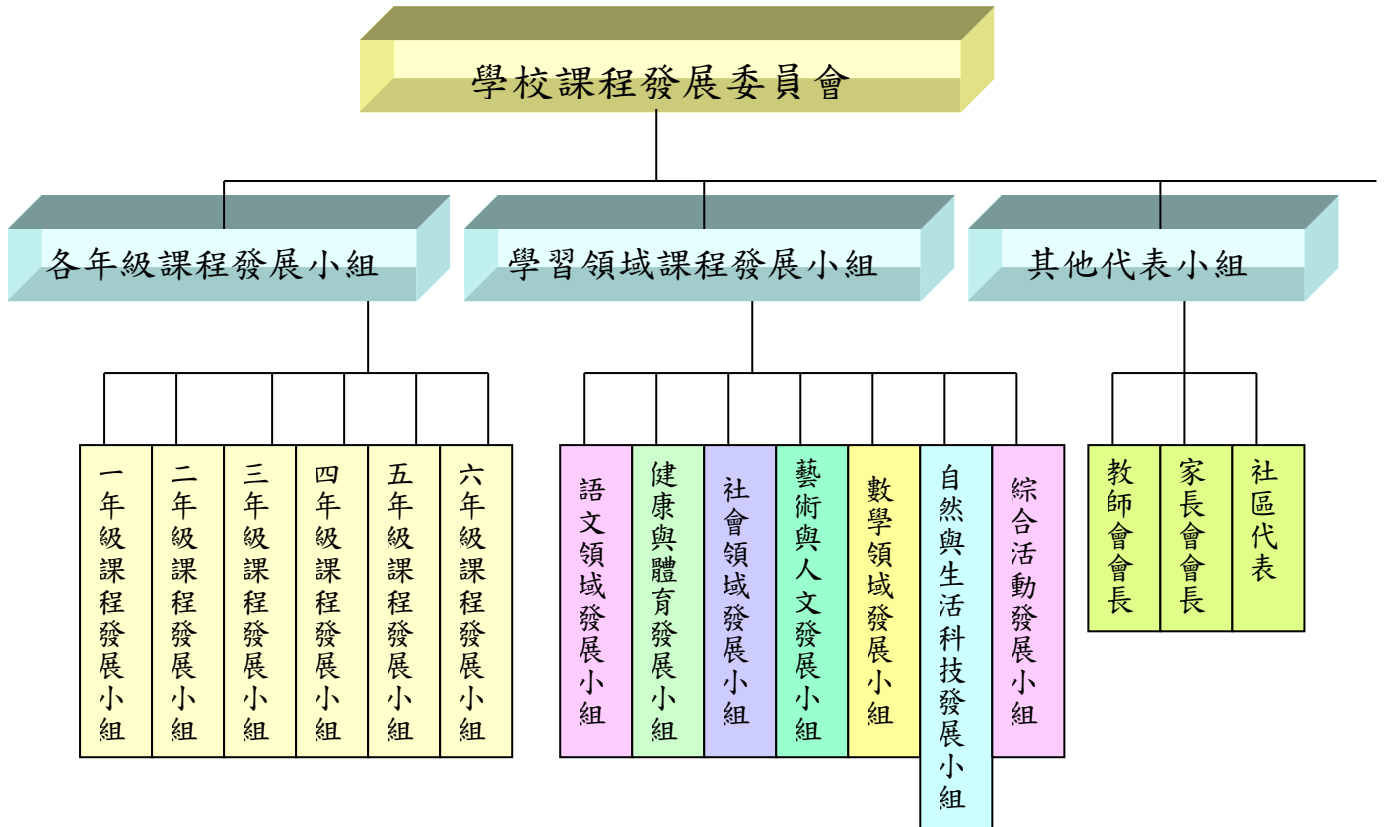 學校課程發展委員會
各年級課程發展小組
學習領域課程發展小組
其他代表小組
一年級課程發展小組
二年級課程發展小組
三年級課程發展小組
四年級課程發展小組
五年級課程發展小組
六年級課程發展小組
語文領域發展小組
健康與體育發展小組
社會領域發展小組
藝術與人文發展小組
數學領域發展小組
自然與生活科技發展小組
綜合活動發展小組
教師會會長
家長會會長
社區代表